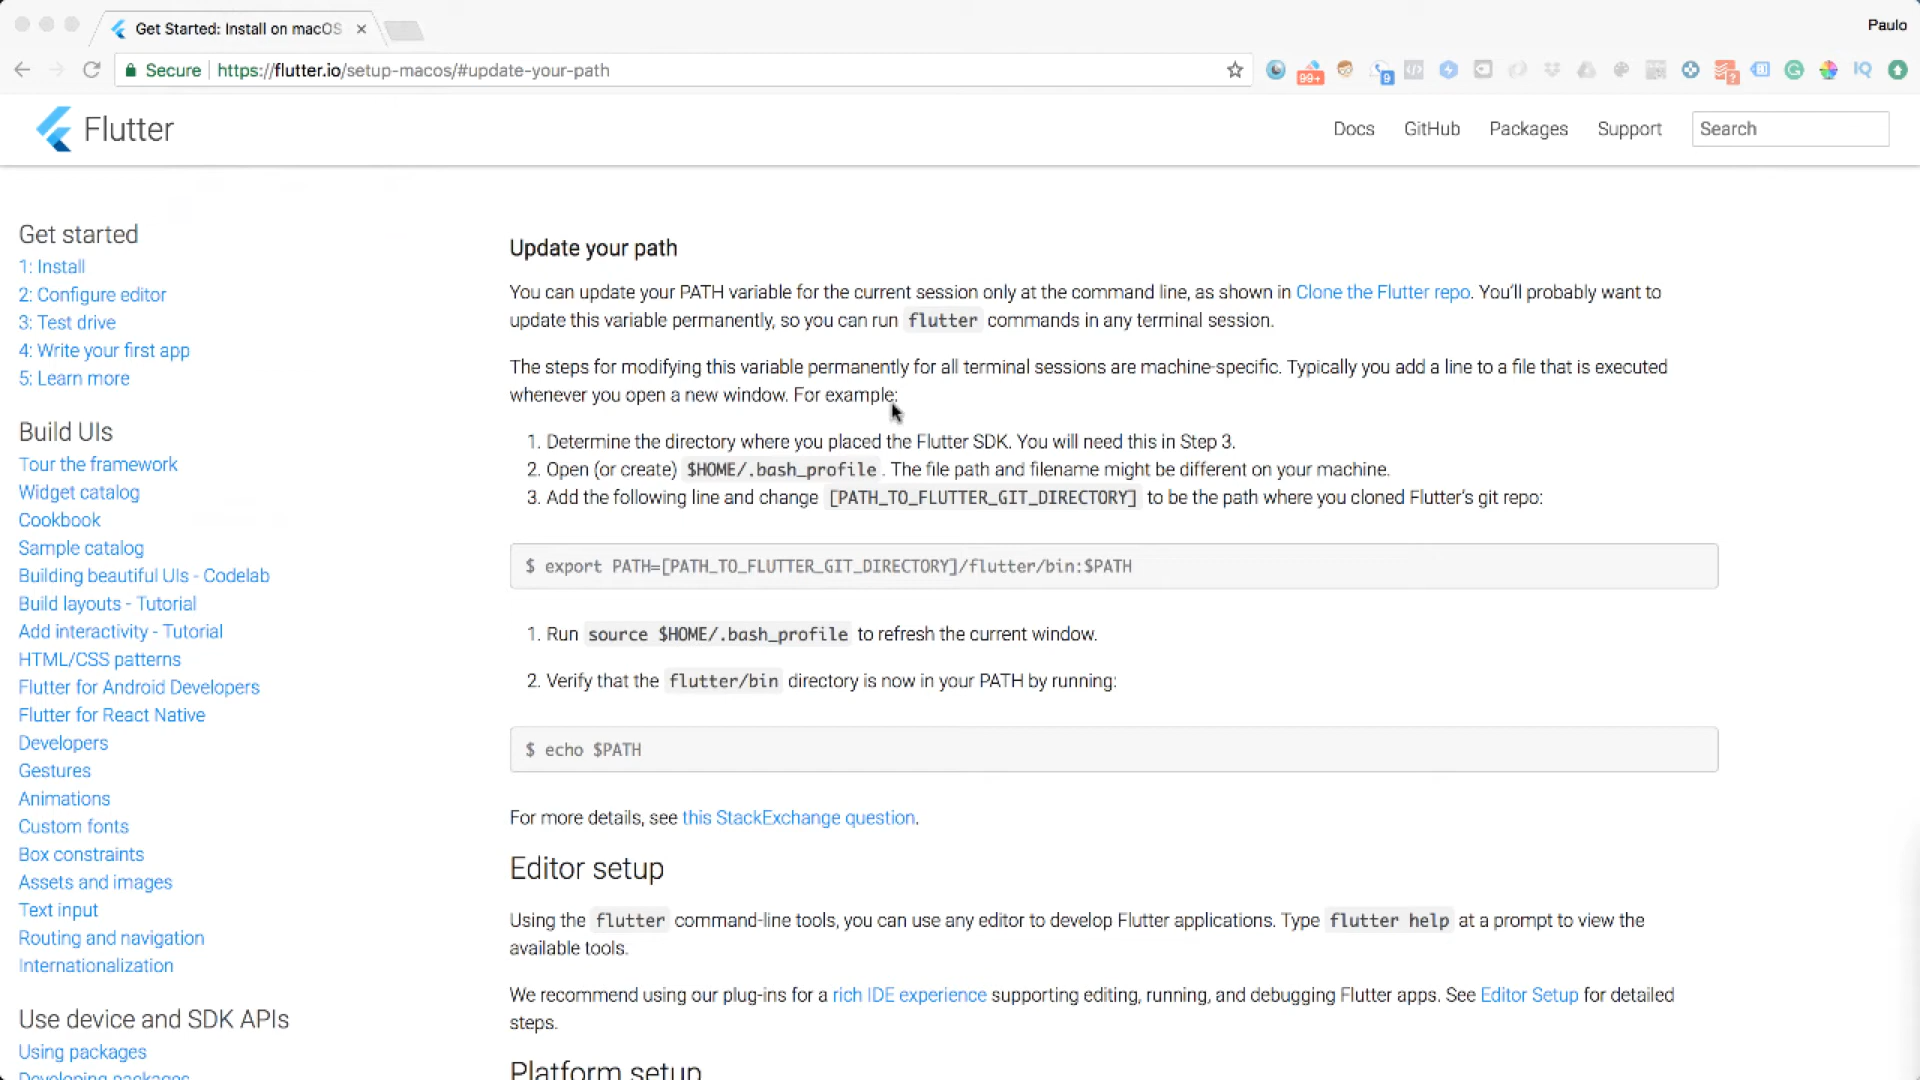 Get Started: Install on macOS
Paulo
Secure https://flutter.io/setup-macos/#update-your-path
99+
9
?
IQ
Flutter
Docs GitHub Packages Support Search
Get started
1: Install
2: Configure editor
3: Test drive
4: Write your first app
5: Learn more
Build UIs
Tour the framework
Widget catalog
Cookbook
Sample catalog
Building beautiful UIs - Codelab
Build layouts - Tutorial
Add interactivity - Tutorial
HTML/CSS patterns
Flutter for Android Developers
Flutter for React Native
Developers
Gestures
Animations
Custom fonts
Box constraints
Assets and images
Text input
Routing and navigation
Internationalization
Use device and SDK APIs
Using packages
Developing packages
Update your path
You can update your PATH variable for the current session only at the command line, as shown in Clone the Flutter repo. You'll probably want to
update this variable permanently, so you can run flutter commands in any terminal session.
The steps for modifying this variable permanently for all terminal sessions are machine-specific. Typically you add a line to a file that is executed
whenever you open a new window. For example:
1. Determine the directory where you placed the Flutter SDK. You will need this in Step 3.
2. Open (or create) $HOME/.bash_profile. The file path and filename might be different on your machine.
3. Add the following line and change [PATH_TO_FLUTTER_GIT_DIRECTORY] to be the path where you cloned Flutter's git repo:
$ export PATH=[PATH_TO_FLUTTER_GIT_DIRECTORY]/flutter/bin:$PATH
1. Run source $HOME/.bash_profile to refresh the current window.
2. Verify that the flutter/bin directory is now in your PATH by running:
$ echo $PATH
For more details, see this StackExchange question.
Editor setup
Using the flutter command-line tools, you can use any editor to develop Flutter applications. Type flutter help at a prompt to view the
available tools.
We recommend using our plug-ins for a rich IDE experience supporting editing, running, and debugging Flutter apps. See Editor Setup for detailed
steps.
Platform setup